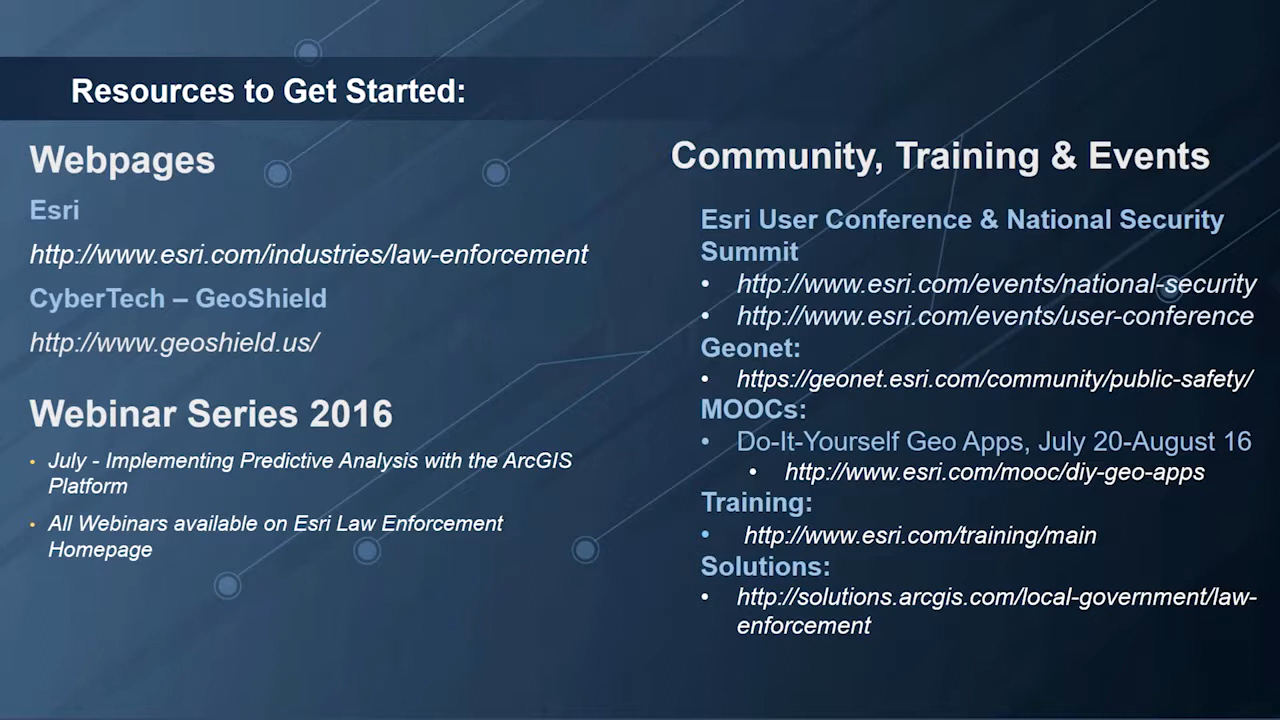 Resources to Get Started:
Webpages
Esri
http://www.esri.com/industries/law-enforcement
CyberTech – GeoShield
http://www.geoshield.us/
Webinar Series 2016
• July - Implementing Predictive Analysis with the ArcGIS
Platform
• All Webinars available on Esri Law Enforcement
Homepage
Community, Training & Events
Esri User Conference & National Security
Summit
• http://www.esri.com/events/national-security
• http://www.esri.com/events/user-conference
Geonet:
• https://geonet.esri.com/community/public-safety/
MOOCs:
• Do-It-Yourself Geo Apps, July 20-August 16
• http://www.esri.com/mooc/diy-geo-apps
Training:
• http://www.esri.com/training/main
Solutions:
• http://solutions.arcgis.com/local-government/law-
enforcement